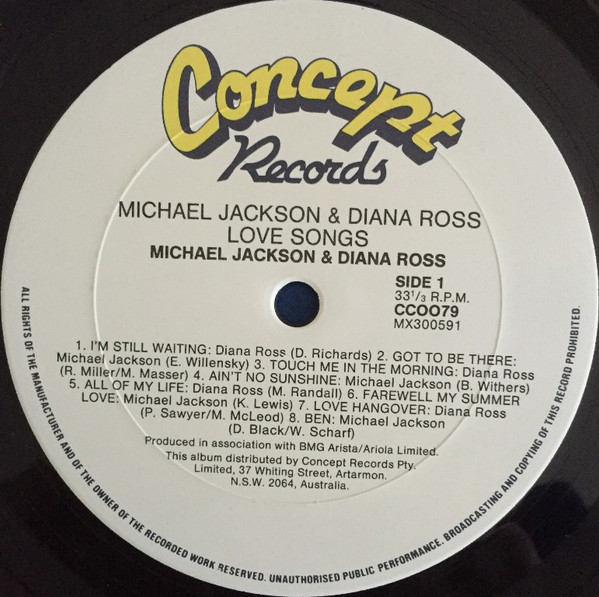 Concept
Records
MICHAEL JACKSON & DIANA ROSS
LOVE SONGS
MICHAEL JACKSON & DIANA ROSS
SIDE 1
33⅓ R.P.M.
CCOO79
MX300591
1. I'M STILL WAITING: Diana Ross (D. Richards) 2. GOT TO BE THERE:
Michael Jackson (E. Willensky) 3. TOUCH ME IN THE MORNING: Diana Ross
(R. Miller/M. Masser) 4. AIN'T NO SUNSHINE: Michael Jackson (B. Withers)
5. ALL OF MY LIFE: Diana Ross (M. Randall) 6. FAREWELL MY SUMMER
LOVE: Michael Jackson (K. Lewis) 7. LOVE HANGOVER: Diana Ross
(P. Sawyer/M. McLeod) 8. BEN: Michael Jackson
(D. Black/W. Scharf)
Produced in association with BMG Arista/Ariola Limited.
This album distributed by Concept Records Pty.
Limited, 37 Whiting Street, Artarmon.
N.S.W. 2064, Australia.
ALL RIGHTS OF THE MANUFACTURER AND OF THE OWNER OF THE RECORDED WORK RESERVED. UNAUTHORISED PUBLIC PERFORMANCE. BROADCASTING AND COPYING OF THIS RECORD PROHIBITED.